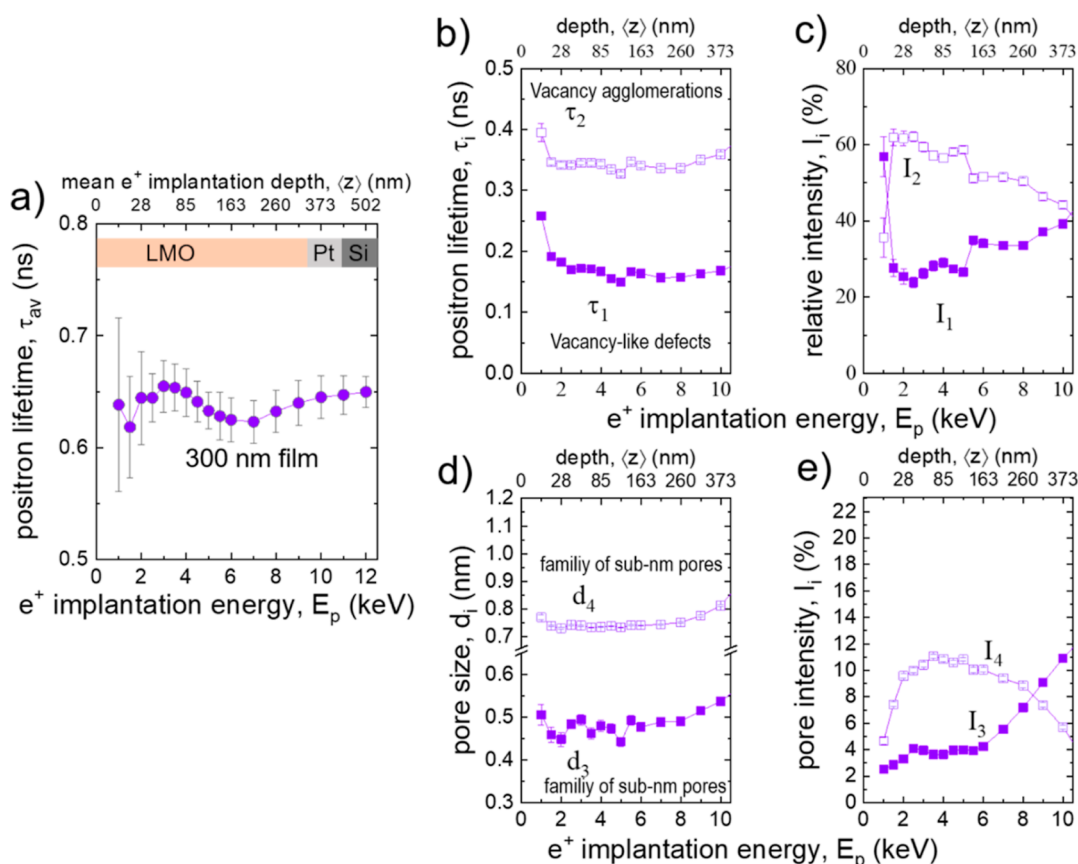 a)
mean e⁺ implantation depth, ⟨z⟩ (nm)
0 28 85 163 260 373 502
0.8
0.7
0.6
0.5
positron lifetime, τav (ns)
LMO Pt Si
300 nm film
0 2 4 6 8 10 12
e⁺ implantation energy, Ep (keV)
b)
depth, ⟨z⟩ (nm)
0 28 85 163 260 373
0.5
0.4
0.3
0.2
0.1
0.0
positron lifetime, τi (ns)
Vacancy agglomerations
τ2
τ1
Vacancy-like defects
0 2 4 6 8 10
c)
depth, ⟨z⟩ (nm)
0 28 85 163 260 373
80
60
40
20
0
relative intensity, Ii (%)
I2
I1
0 2 4 6 8 10
e⁺ implantation energy, Ep (keV)
d)
depth, ⟨z⟩ (nm)
0 28 85 163 260 373
1.2
1.1
1.0
0.9
0.8
0.7
0.6
0.5
0.4
0.3
pore size, di (nm)
familiy of sub-nm pores
d4
d3
familiy of sub-nm pores
0 2 4 6 8 10
e)
depth, ⟨z⟩ (nm)
0 28 85 163 260 373
22
20
18
16
14
12
10
8
6
4
2
0
pore intensity, Ii (%)
I4
I3
0 2 4 6 8 10
e⁺ implantation energy, Ep (keV)